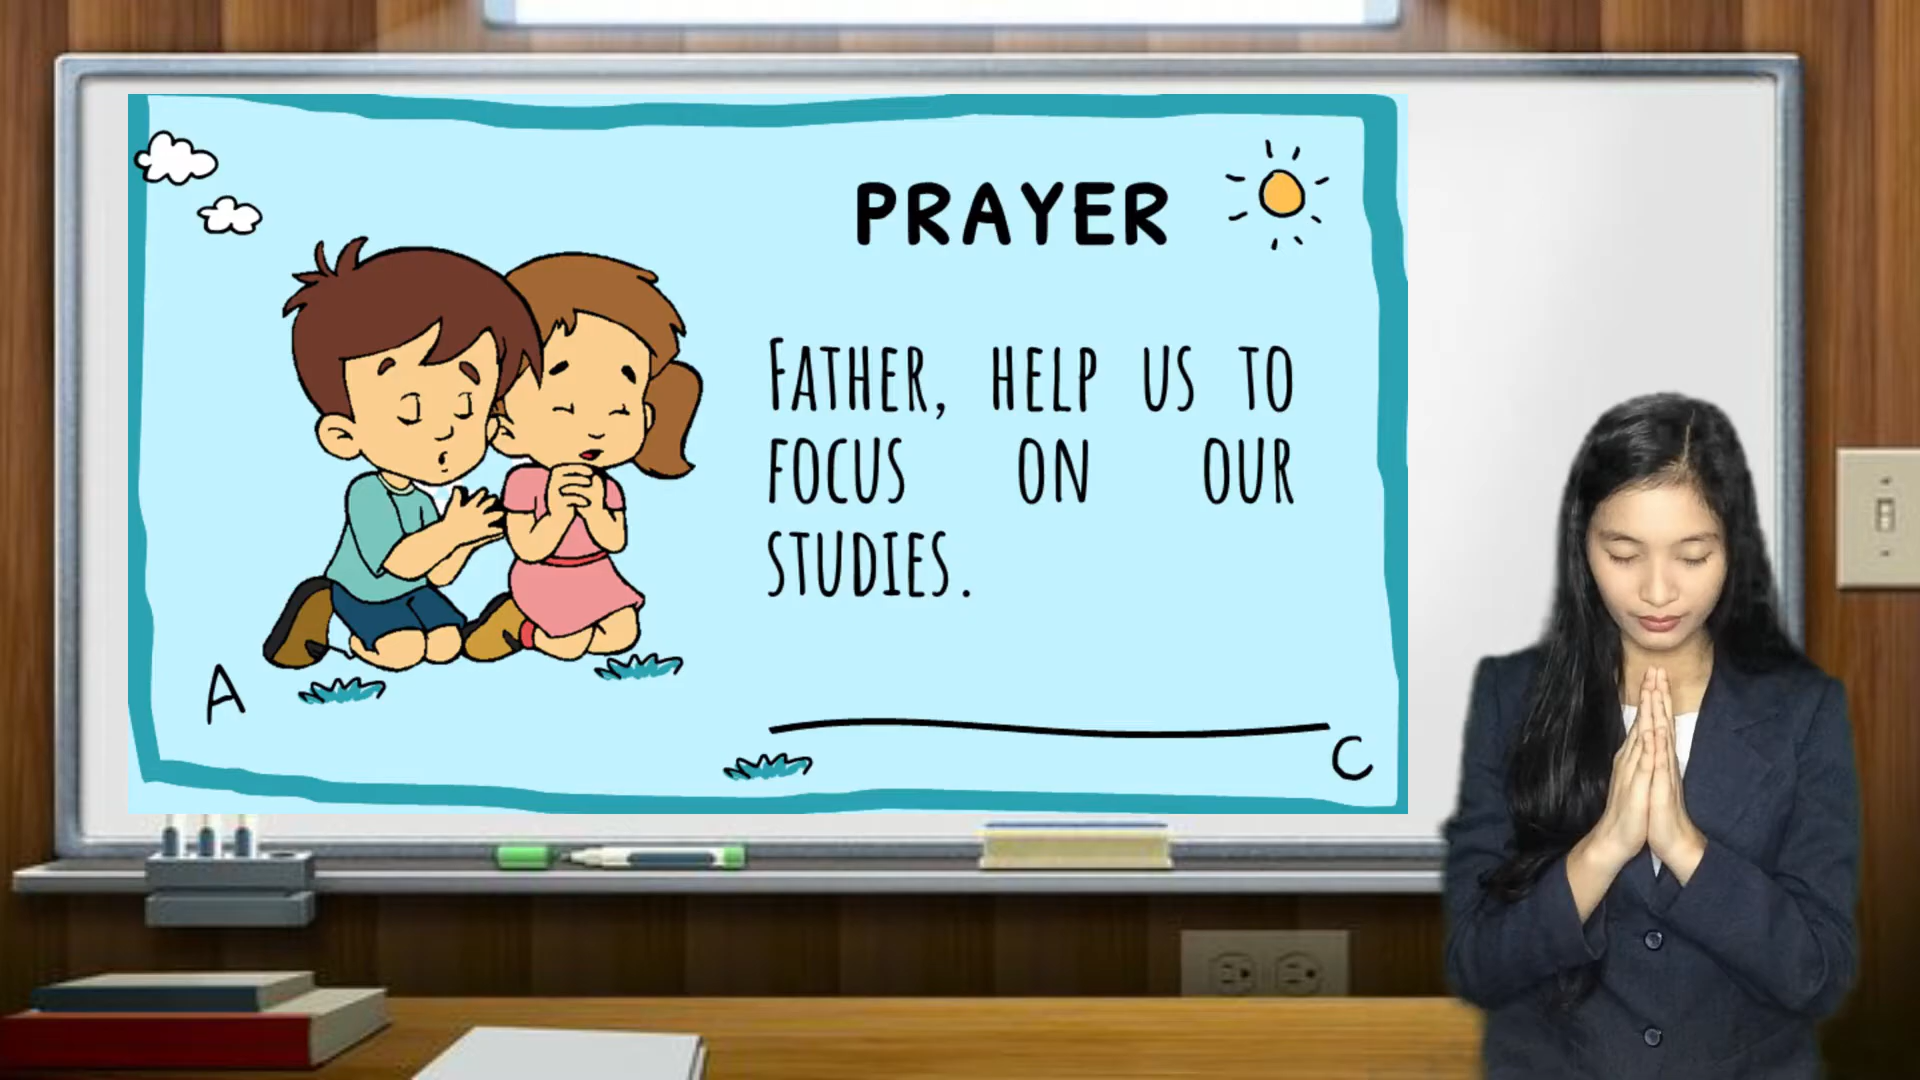 PRAYER
FATHER, HELP US TO
FOCUS ON OUR
STUDIES.
A
C